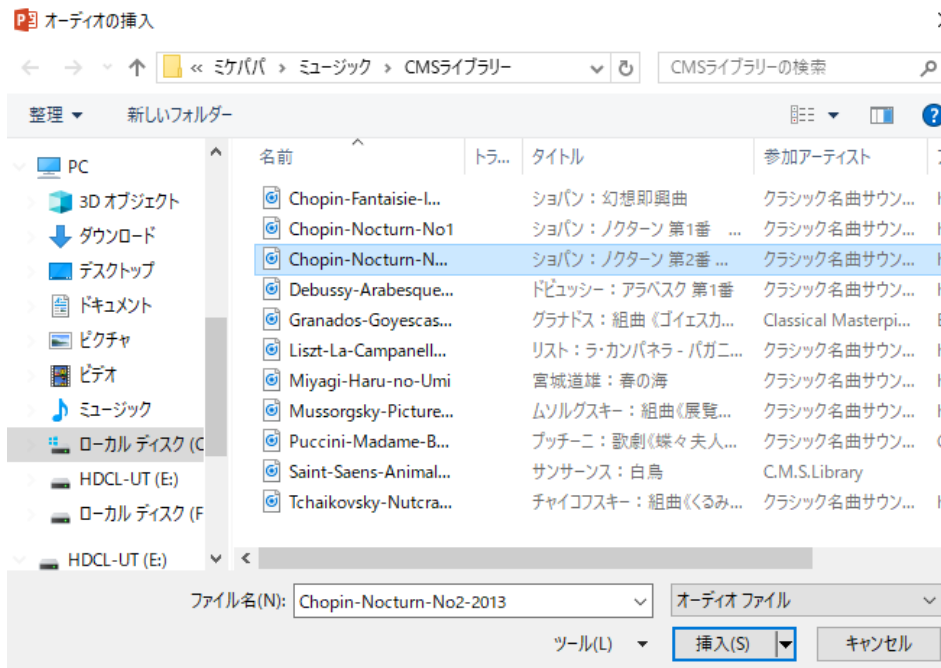 オーディオの挿入
« ミケパパ › ミュージック › CMSライブラリー
CMSライブラリーの検索
整理
新しいフォルダー
PC
3D オブジェクト
ダウンロード
デスクトップ
ドキュメント
ピクチャ
ビデオ
ミュージック
ローカル ディスク (C
HDCL-UT (E:)
ローカル ディスク (F
HDCL-UT (E:)
名前 トラ... タイトル 参加アーティスト
Chopin-Fantaisie-I... ショパン：幻想即興曲 クラシック名曲サウン...
Chopin-Nocturn-No1 ショパン：ノクターン 第1番 ... クラシック名曲サウン...
Chopin-Nocturn-N... ショパン：ノクターン 第2番 ... クラシック名曲サウン...
Debussy-Arabesque... ドビュッシー：アラベスク 第1番 クラシック名曲サウン...
Granados-Goyescas... グラナドス：組曲《ゴイェスカ... Classical Masterpi...
Liszt-La-Campanell... リスト：ラ・カンパネラ - パガニ... クラシック名曲サウン...
Miyagi-Haru-no-Umi 宮城道雄：春の海 クラシック名曲サウン...
Mussorgsky-Picture... ムソルグスキー：組曲《展覧... クラシック名曲サウン...
Puccini-Madame-B... プッチーニ：歌劇《蝶々夫人... クラシック名曲サウン...
Saint-Saens-Animal... サンサーンス：白鳥 C.M.S.Library
Tchaikovsky-Nutcra... チャイコフスキー：組曲《くるみ... クラシック名曲サウン...
ファイル名(N): Chopin-Nocturn-No2-2013 オーディオ ファイル
ツール(L) 挿入(S) キャンセル